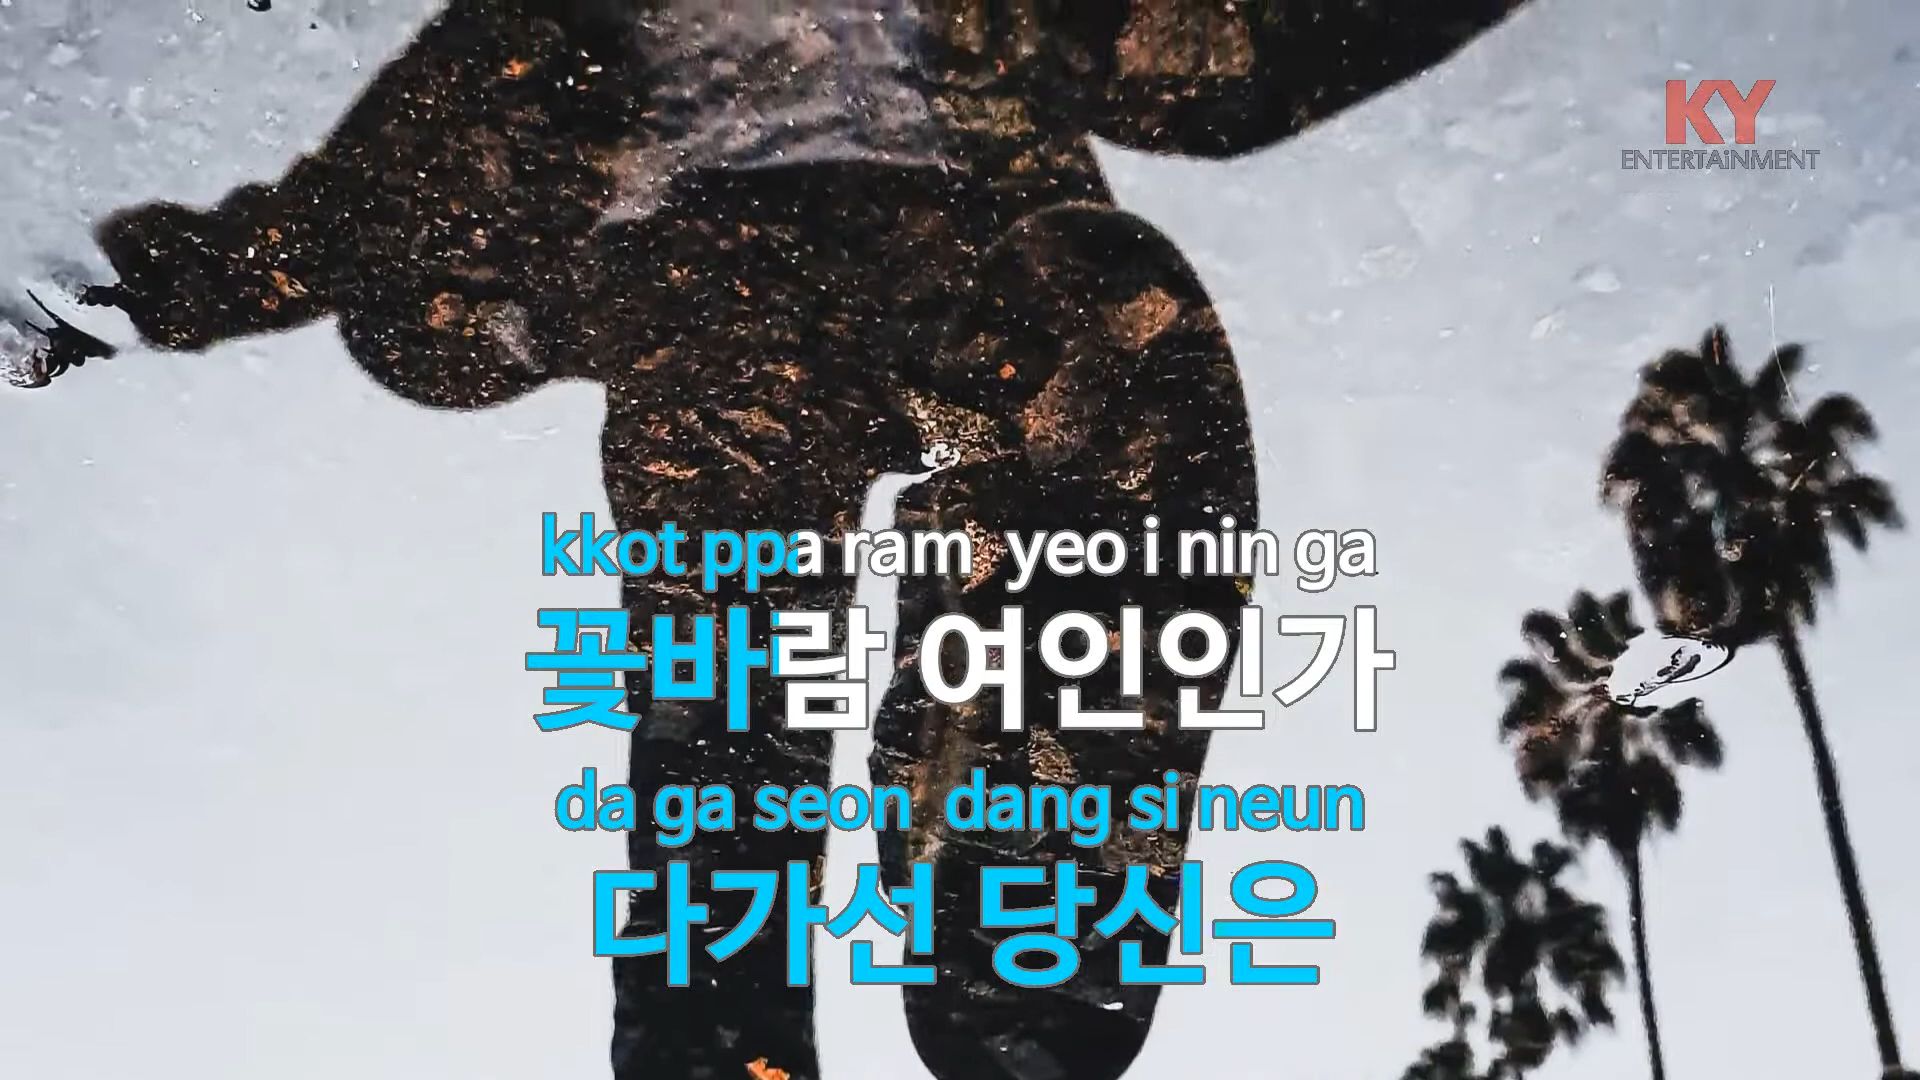 KY
ENTERTAiNMENT
kkot ppa ram yeo i nin ga
꽃바람 여인인가
da ga seon dang si neun
다가선 당신은